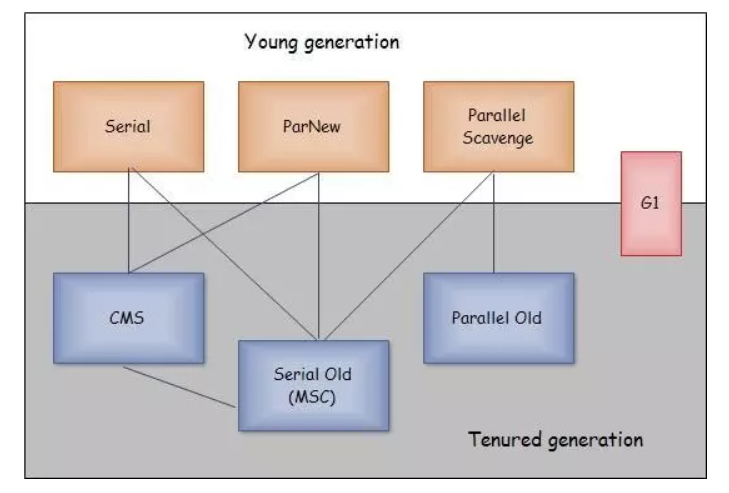 Young generation
Serial
ParNew
Parallel
Scavenge
G1
CMS
Serial Old
(MSC)
Parallel Old
Tenured generation